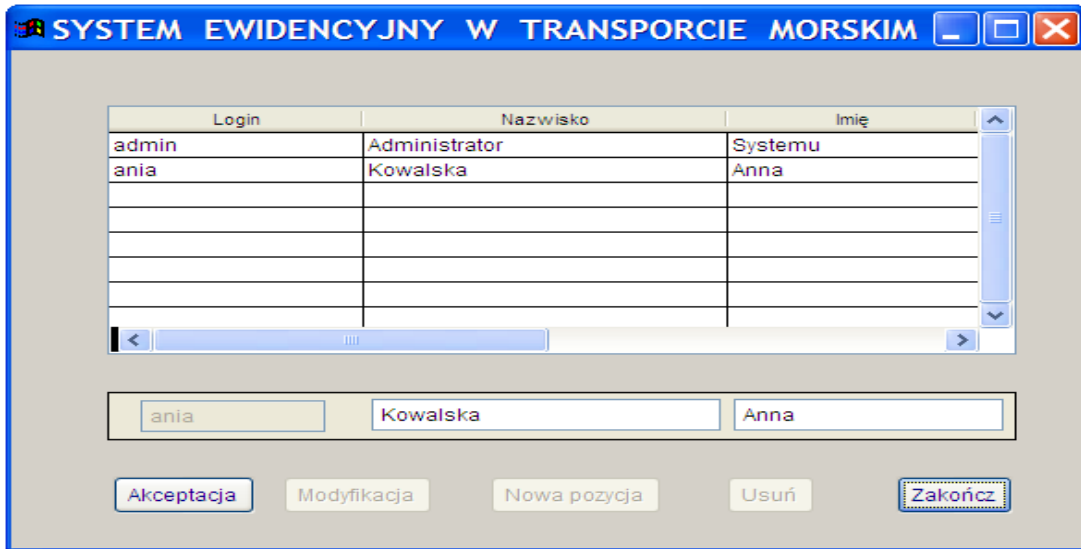 SYSTEM EWIDENCYJNY W TRANSPORCIE MORSKIM
Login Nazwisko Imię
admin Administrator Systemu
ania Kowalska Anna
ania Kowalska Anna
Akceptacja Modyfikacja Nowa pozycja Usuń Zakończ